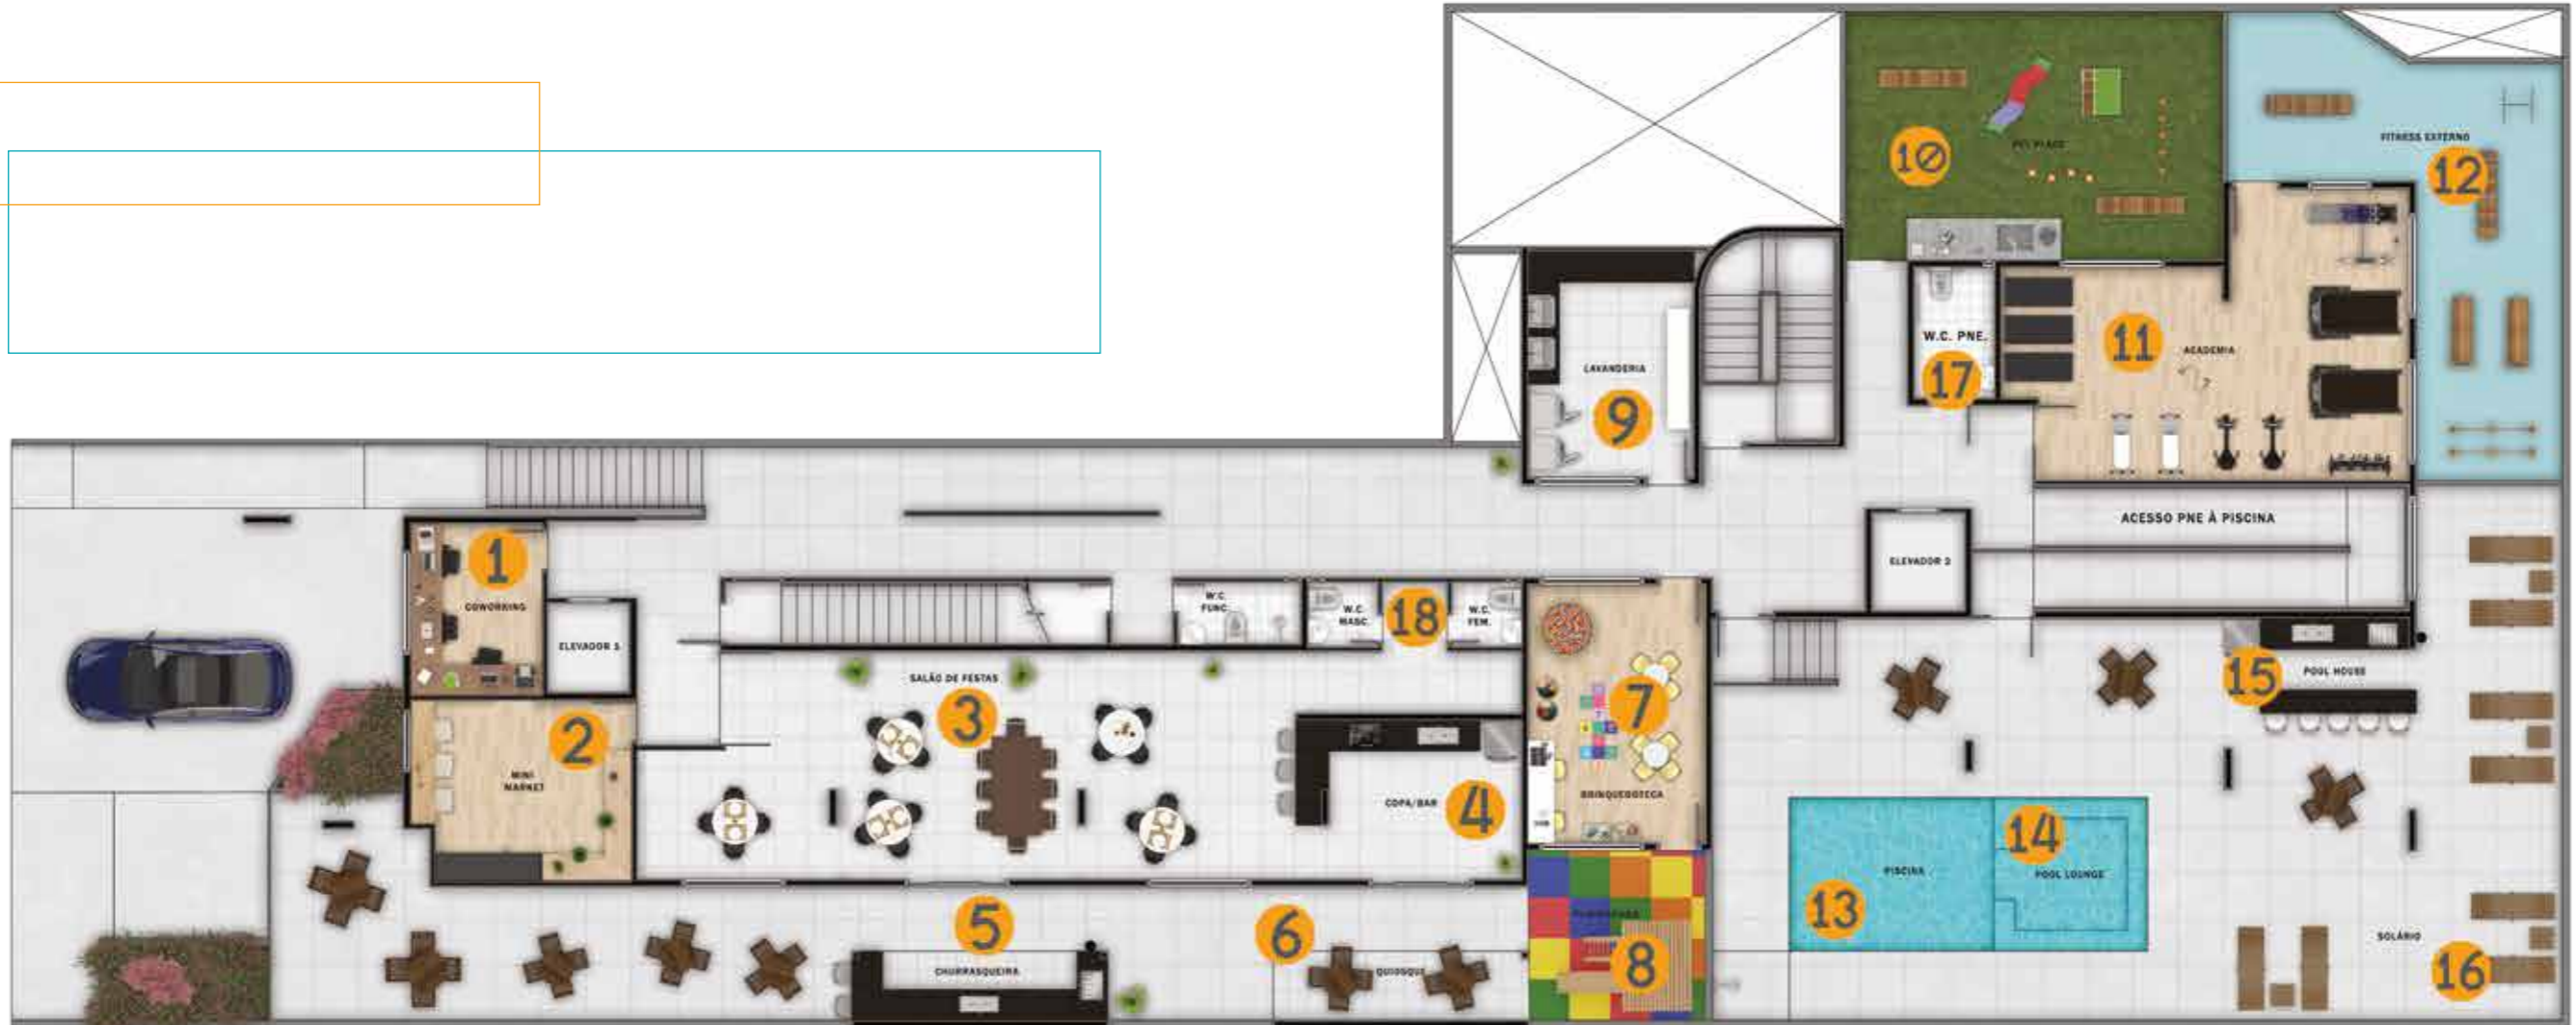 10
PET PLACE
FITNESS EXTERNO
12
W.C. PNE.
17
11
ACADEMIA
LAVANDERIA
9
ACESSO PNE À PISCINA
1
COWORKING
ELEVADOR 1
W.C.
FUNC.
W.C.
MASC.
18
W.C.
FEM.
ELEVADOR 2
SALÃO DE FESTAS
3
7
BRINQUEDOTECA
15
POOL HOUSE
2
MINI
MARKET
COPA/BAR
4
14
PISCINA
POOL LOUNGE
13
5
6
CHURRASQUEIRA
QUIOSQUE
8
SOLÁRIO
16